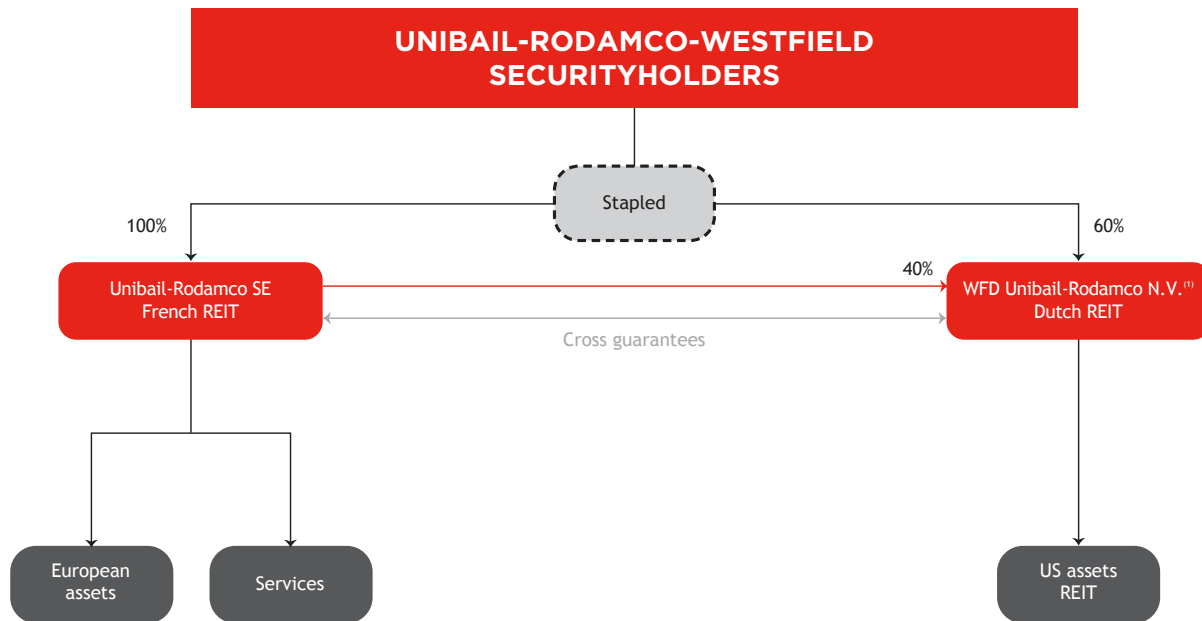 UNIBAIL-RODAMCO-WESTFIELD
SECURITYHOLDERS
Stapled
100%
60%
Unibail-Rodamco SE
French REIT
40%
WFD Unibail-Rodamco N.V.(1)
Dutch REIT
Cross guarantees
European
assets
Services
US assets
REIT